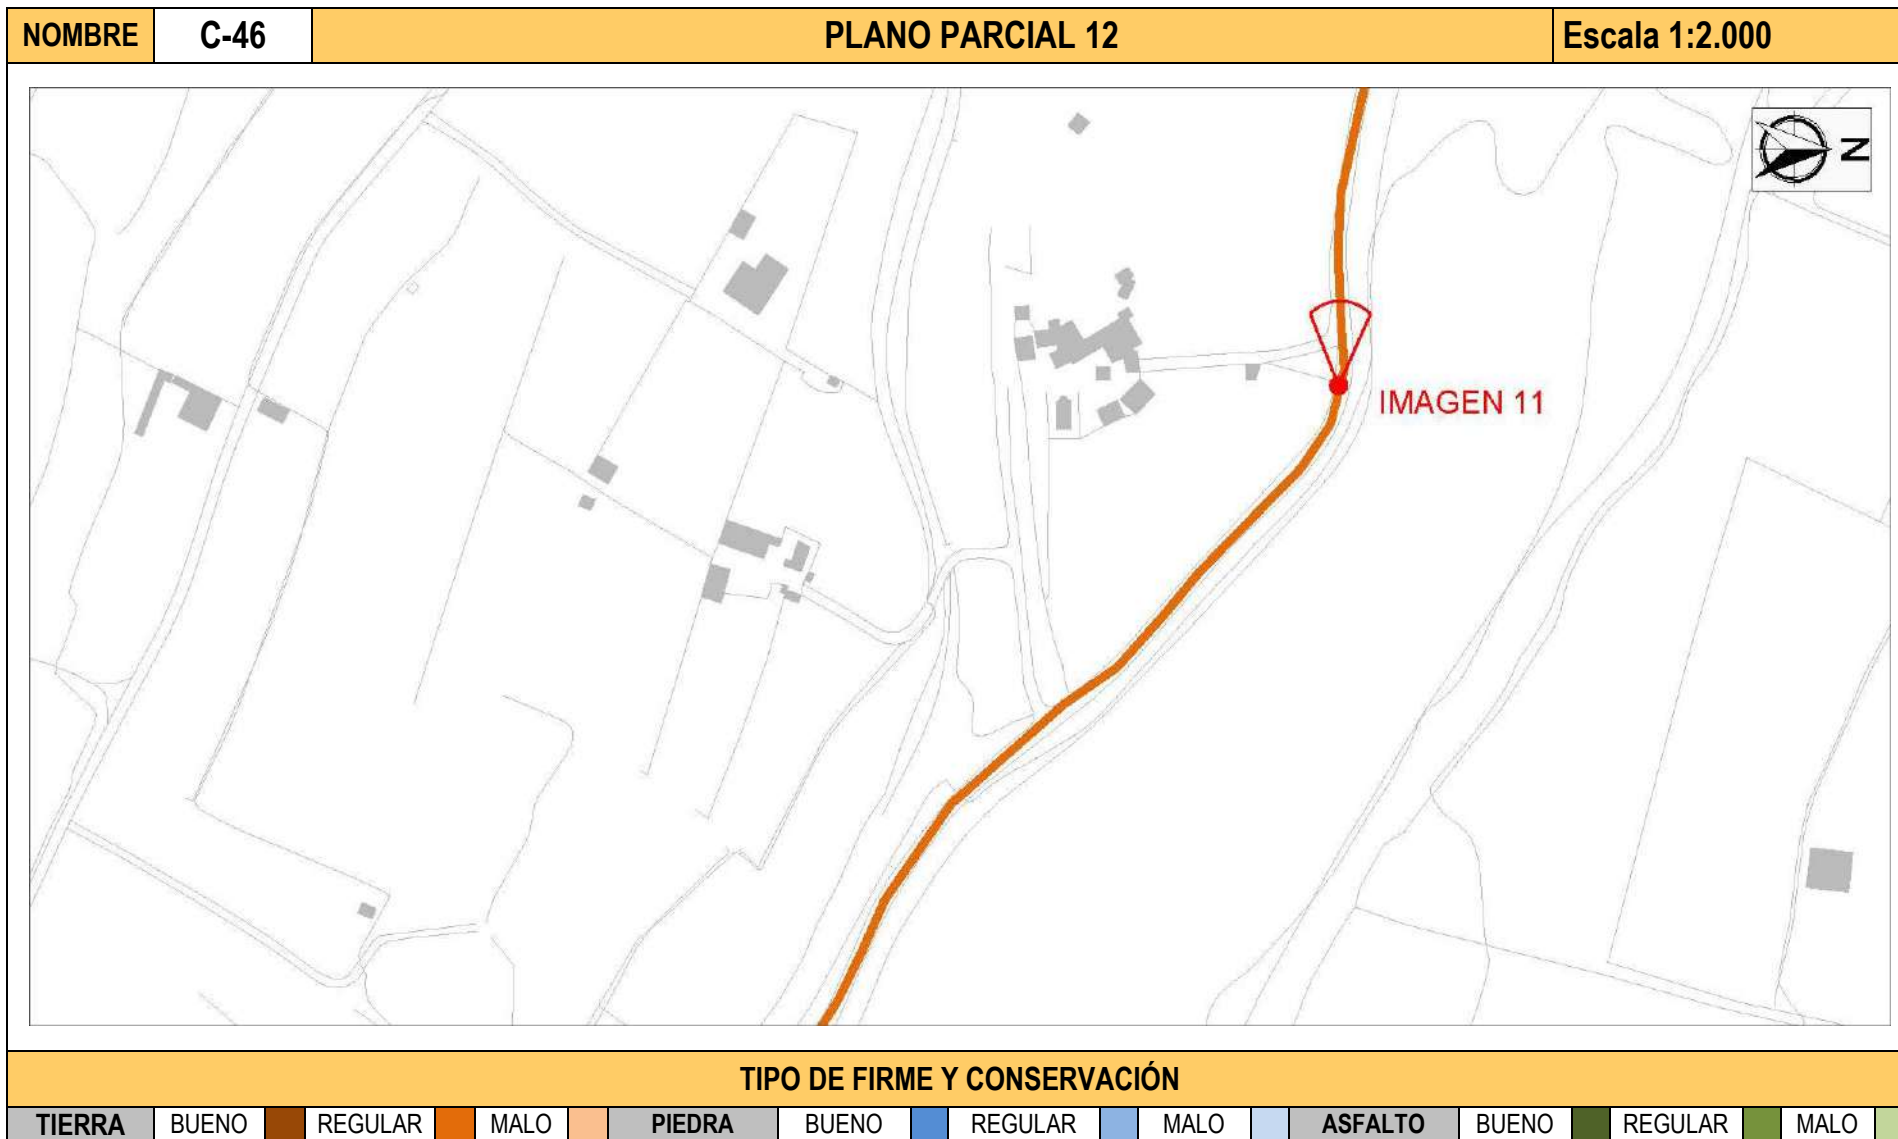 NOMBRE C-46 PLANO PARCIAL 12 Escala 1:2.000
N
IMAGEN 11
TIPO DE FIRME Y CONSERVACIÓN
TIERRA BUENO REGULAR MALO PIEDRA BUENO REGULAR MALO ASFALTO BUENO REGULAR MALO